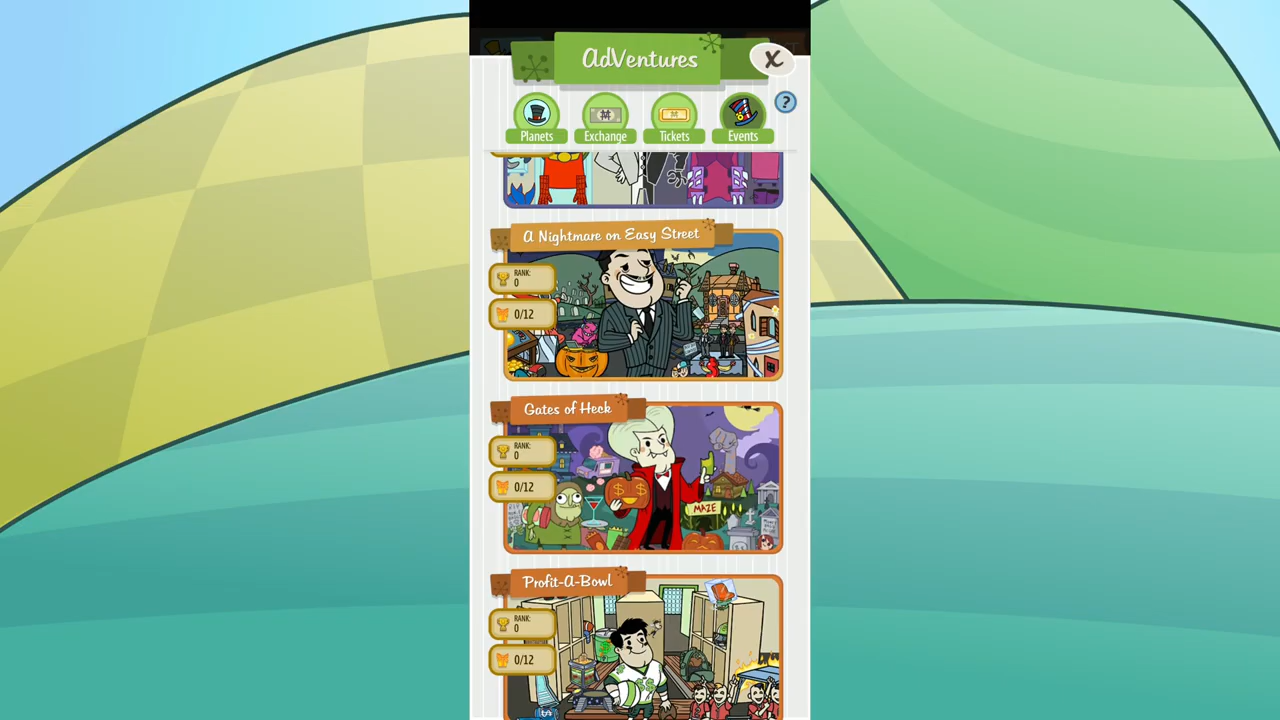 AdVentures
X
?
Planets
Exchange
Tickets
Events
A Nightmare on Easy Street
RANK:
0
0/12
Gates of Heck
RANK:
0
0/12
MAZE
Profit-A-Bowl
RANK:
0
0/12